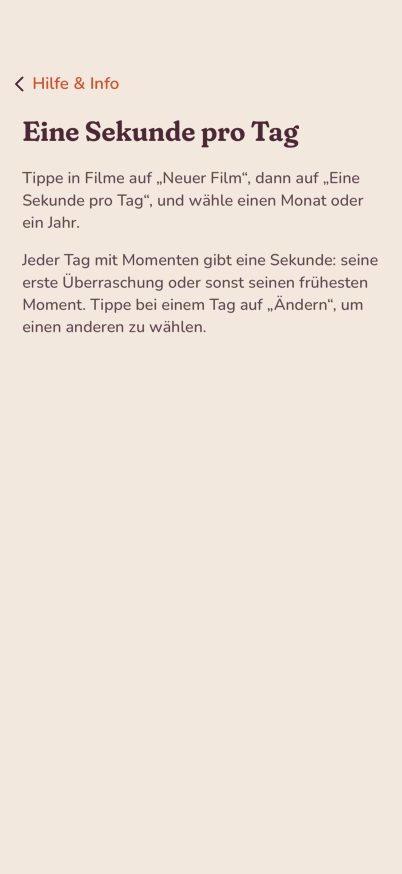 Hilfe & Info
Eine Sekunde pro Tag
Tippe in Filme auf „Neuer Film“, dann auf „Eine
Sekunde pro Tag“, und wähle einen Monat oder
ein Jahr.
Jeder Tag mit Momenten gibt eine Sekunde: seine
erste Überraschung oder sonst seinen frühesten
Moment. Tippe bei einem Tag auf „Ändern“, um
einen anderen zu wählen.